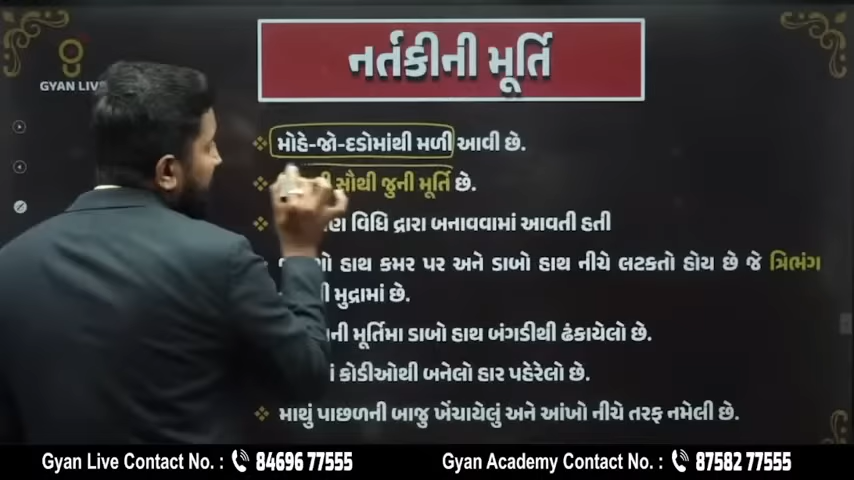 GYAN LIVE
નર્તકીની મૂર્તિ
મોહે-જો-દડોમાંથી મળી આવી છે.
સૌથી જુની મૂર્તિ છે.
વિધિ દ્વારા બનાવવામાં આવતી હતી
હાથ કમર પર અને ડાબો હાથ નીચે લટકતો હોય છે જે ત્રિભંગ
મુદ્રામાં છે.
મૂર્તિમા ડાબો હાથ બંગડીથી ઢંકાયેલો છે.
કોડીઓથી બનેલો હાર પહેરેલો છે.
માથું પાછળની બાજુ ખેંચાયેલું અને આંખો નીચે તરફ નમેલી છે.
Gyan Live Contact No. : 84696 77555
Gyan Academy Contact No. : 87582 77555